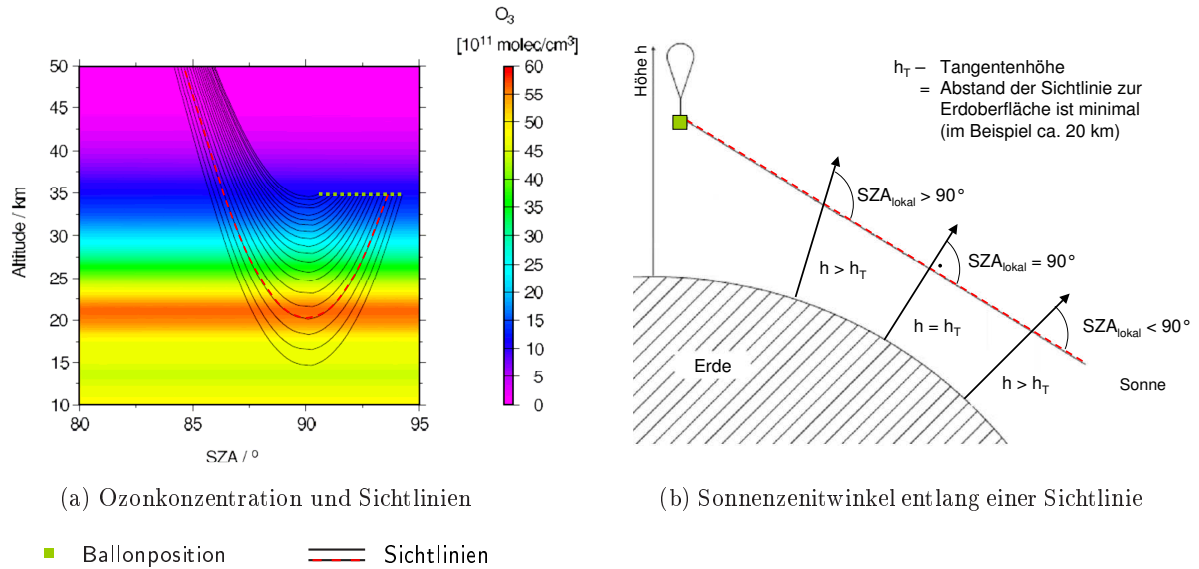 O3
[10^11 molec/cm^3]
50
45
40
35
30
25
20
15
10
Altitude / km
80
85
90
95
SZA / °
60
55
50
45
40
35
30
25
20
15
10
5
0
(a) Ozonkonzentration und Sichtlinien
Höhe h
hT – Tangentenhöhe
= Abstand der Sichtlinie zur
Erdoberfläche ist minimal
(im Beispiel ca. 20 km)
SZAlokal > 90°
h > hT
SZAlokal = 90°
h = hT
SZAlokal < 90°
h > hT
Erde
Sonne
(b) Sonnenzenitwinkel entlang einer Sichtlinie
Ballonposition
Sichtlinien